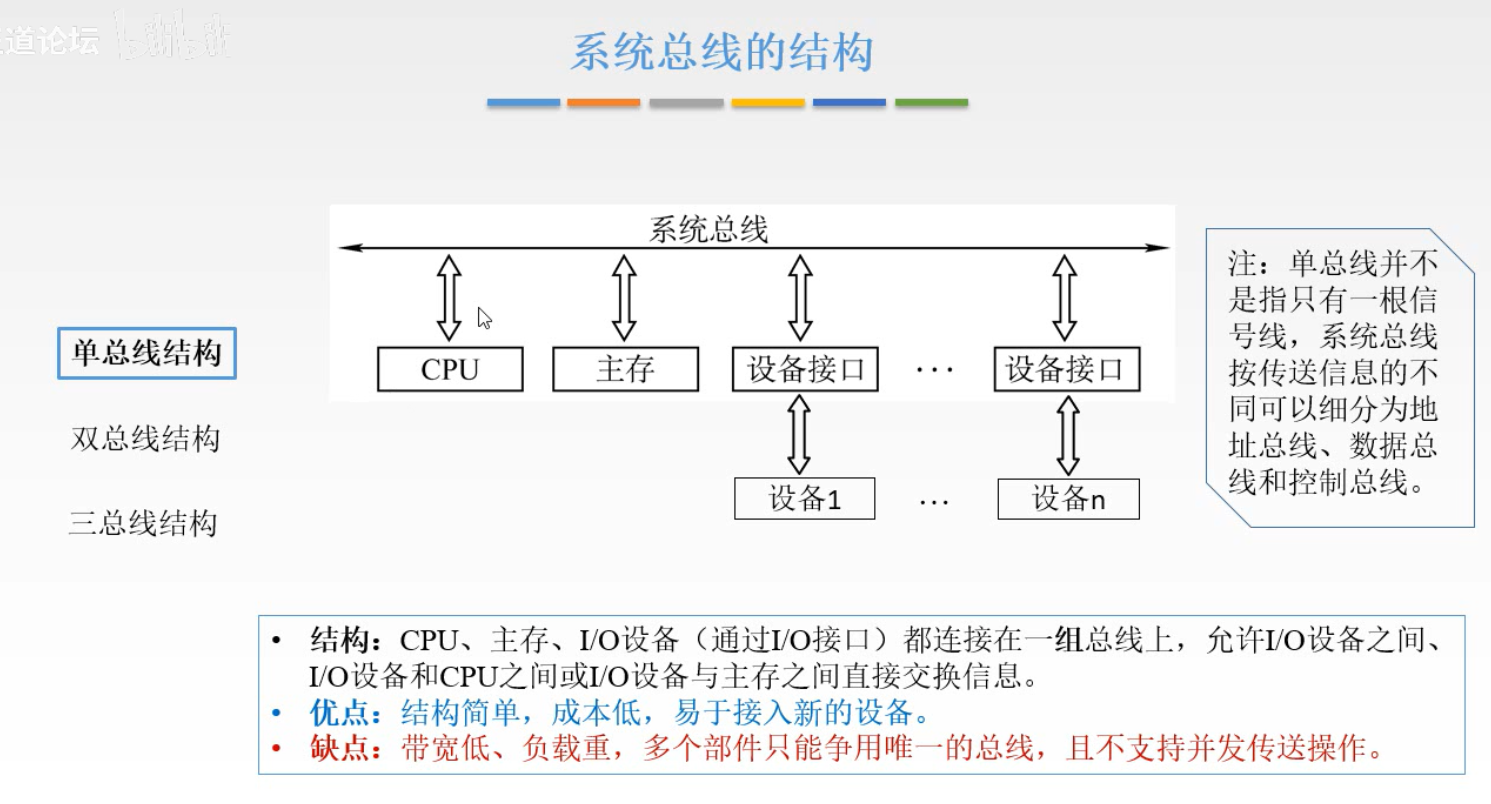 道论坛 bilibili
系统总线的结构
系统总线
CPU
主存
设备接口
···
设备接口
设备1
···
设备n
单总线结构
双总线结构
三总线结构
注：单总线并不
是指只有一根信
号线，系统总线
按传送信息的不
同可以细分为地
址总线、数据总
线和控制总线。
• 结构：CPU、主存、I/O设备（通过I/O接口）都连接在一组总线上，允许I/O设备之间、
I/O设备和CPU之间或I/O设备与主存之间直接交换信息。
• 优点：结构简单，成本低，易于接入新的设备。
• 缺点：带宽低、负载重，多个部件只能争用唯一的总线，且不支持并发传送操作。